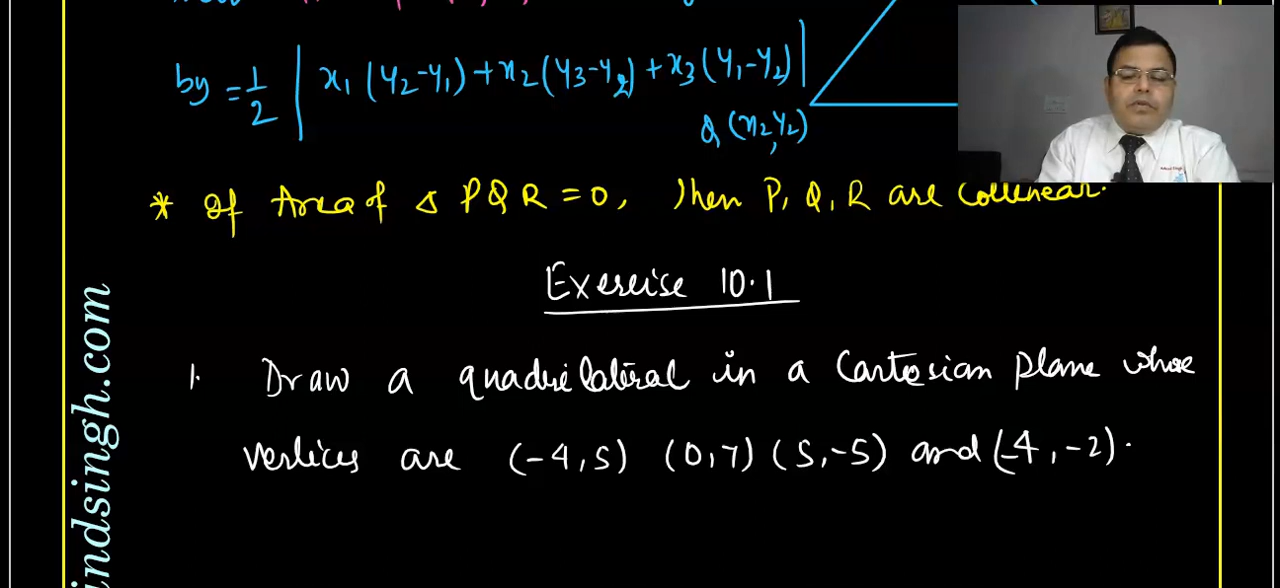 by = 1/2 | x1 (y2-y1) + x2 (y3-y2) + x3 (y1-y2) |
Q (x2, y2)
* If Area of Δ PQR = 0, Then P, Q, R are Collinear.
Exercise 10.1
1. Draw a quadrilateral in a Cartesian plane whose
vertices are (-4, 5) (0, 7) (5, -5) and (-4, -2).
indsingh.com